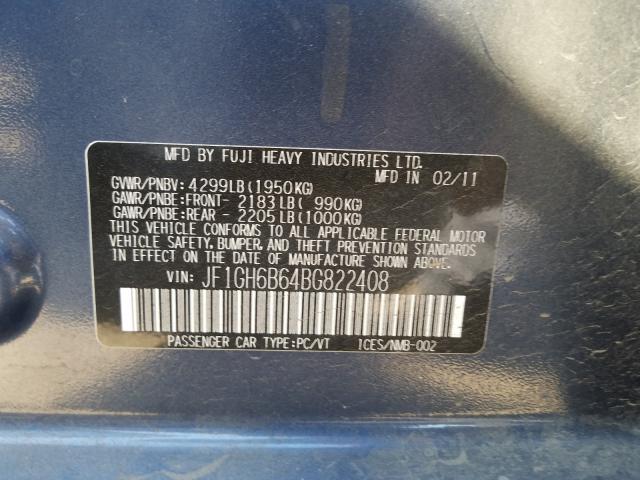 MFD BY FUJI HEAVY INDUSTRIES LTD.
MFD IN 02/11
GVWR/PNBV: 4299LB (1950KG)
GAWR/PNBE:FRONT- 2183LB( 990KG)
GAWR/PNBE:REAR - 2205LB(1000KG)
THIS VEHICLE CONFORMS TO ALL APPLICABLE FEDERAL MOTOR
VEHICLE SAFETY, BUMPER, AND THEFT PREVENTION STANDARDS
IN EFFECT ON THE DATE OF MANUFACTURE SHOWN ABOVE.
VIN: JF1GH6B64BG822408
PASSENGER CAR TYPE:PC/VT ICES/NMB-002